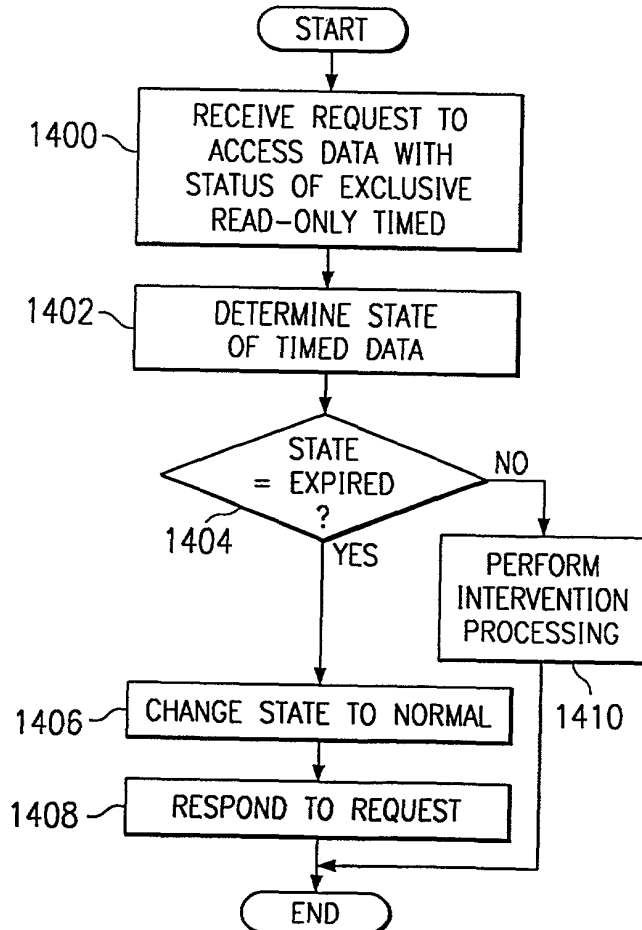 START
1400
RECEIVE REQUEST TO
ACCESS DATA WITH
STATUS OF EXCLUSIVE
READ-ONLY TIMED
1402
DETERMINE STATE
OF TIMED DATA
STATE
= EXPIRED
?
1404
NO
YES
PERFORM
INTERVENTION
PROCESSING
1410
1406
CHANGE STATE TO NORMAL
1408
RESPOND TO REQUEST
END